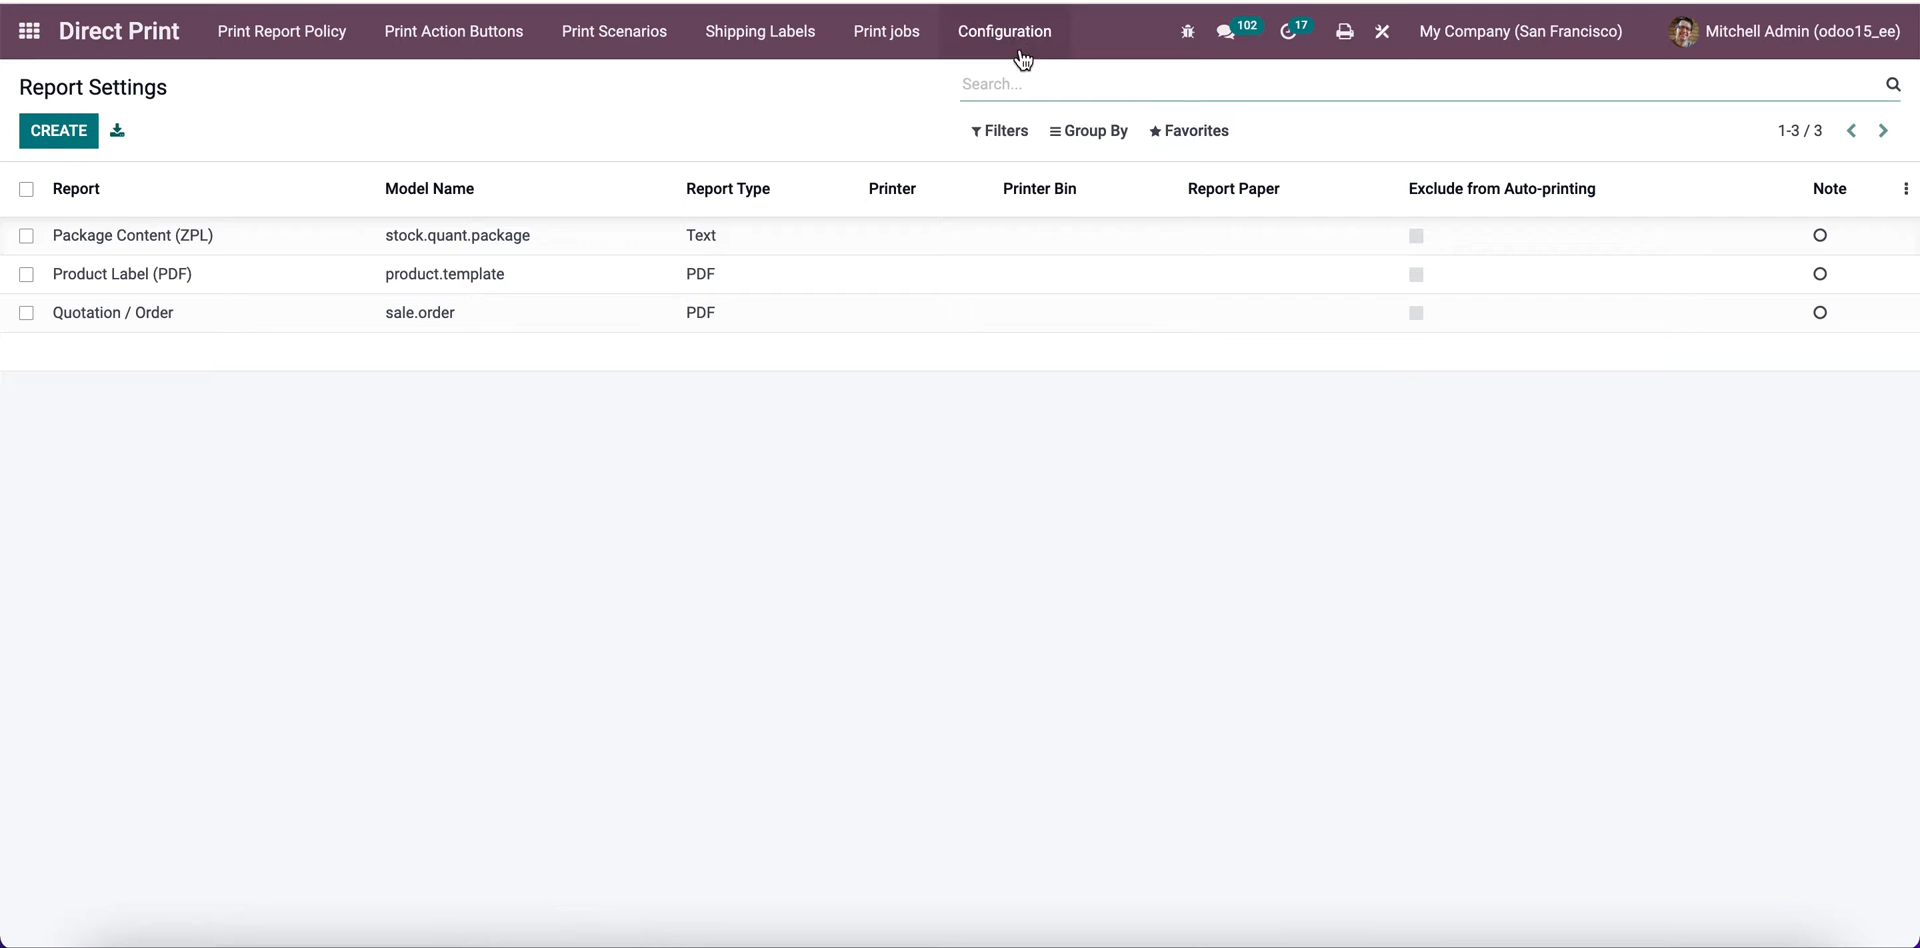 Direct Print Print Report Policy Print Action Buttons Print Scenarios Shipping Labels Print jobs Configuration 102 17 My Company (San Francisco) Mitchell Admin (odoo15_ee)
Report Settings Search...
CREATE Filters Group By Favorites 1-3 / 3
Report Model Name Report Type Printer Printer Bin Report Paper Exclude from Auto-printing Note
Package Content (ZPL) stock.quant.package Text
Product Label (PDF) product.template PDF
Quotation / Order sale.order PDF